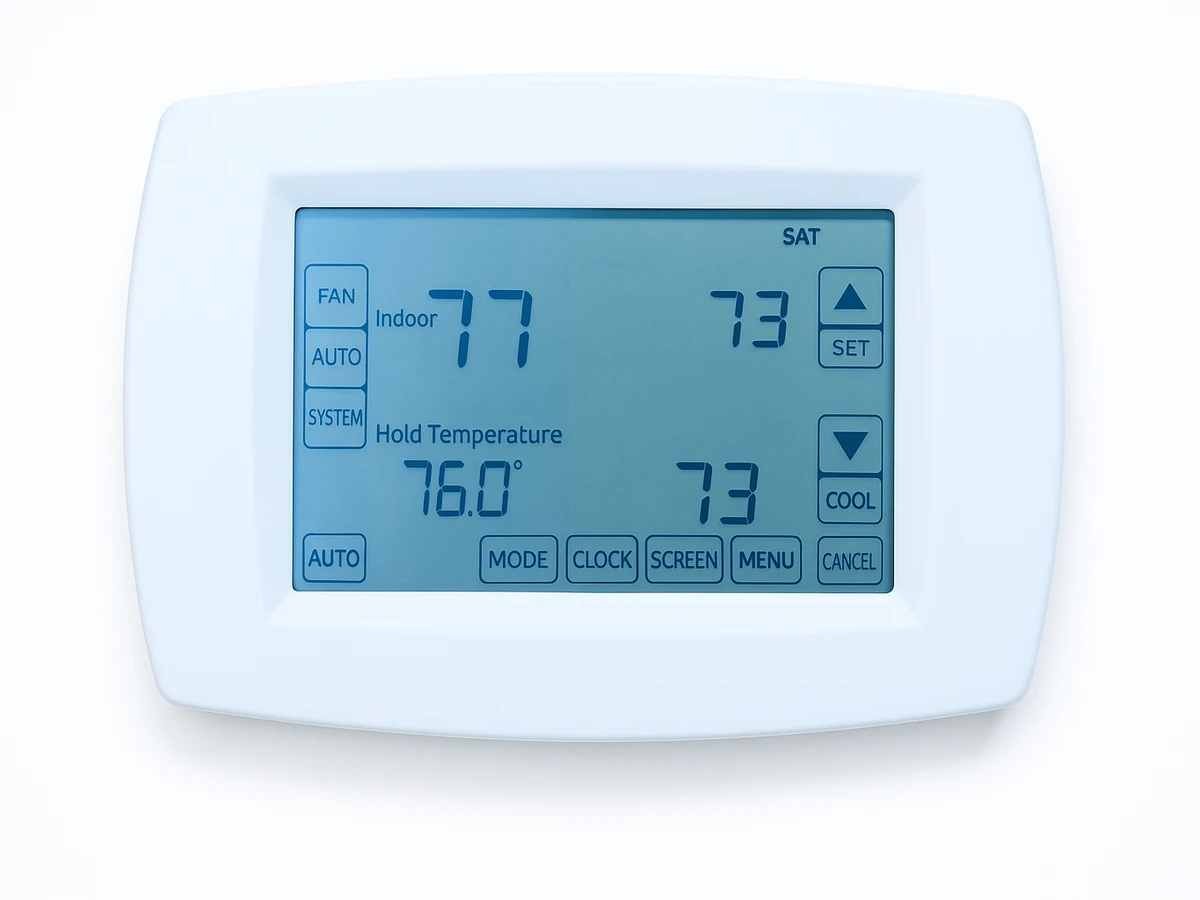 SAT
FAN
Indoor 77
73
AUTO
SET
SYSTEM
Hold Temperature
76.0°
73
COOL
AUTO
MODE
CLOCK
SCREEN
MENU
CANCEL